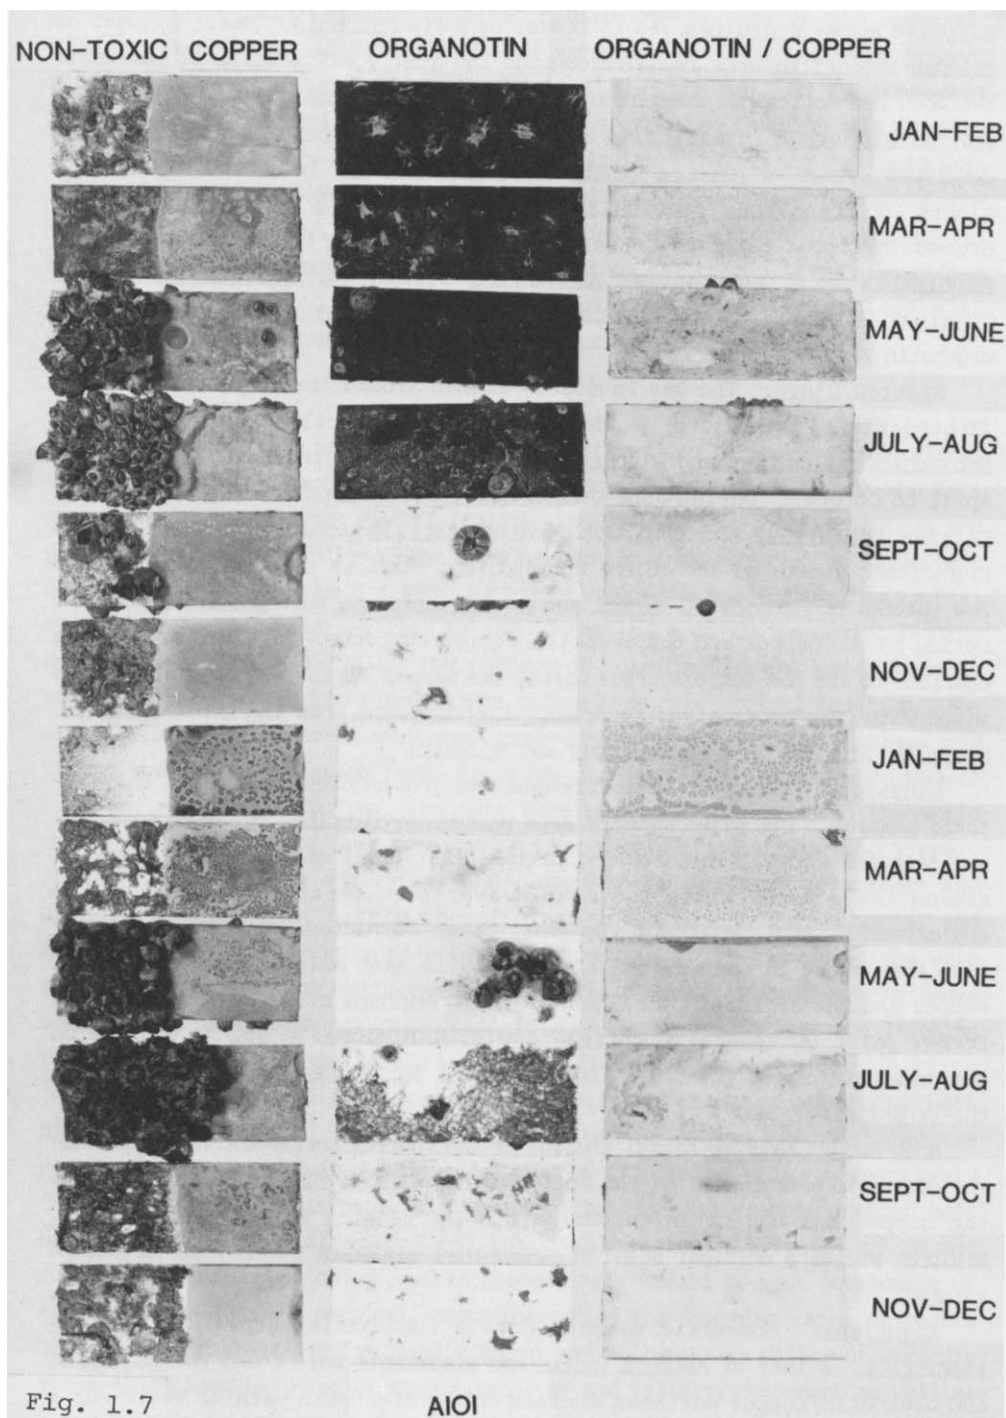 NON-TOXIC COPPER ORGANOTIN ORGANOTIN / COPPER
JAN-FEB
MAR-APR
MAY-JUNE
JULY-AUG
SEPT-OCT
NOV-DEC
JAN-FEB
MAR-APR
MAY-JUNE
JULY-AUG
SEPT-OCT
NOV-DEC
Fig. 1.7 AIOI